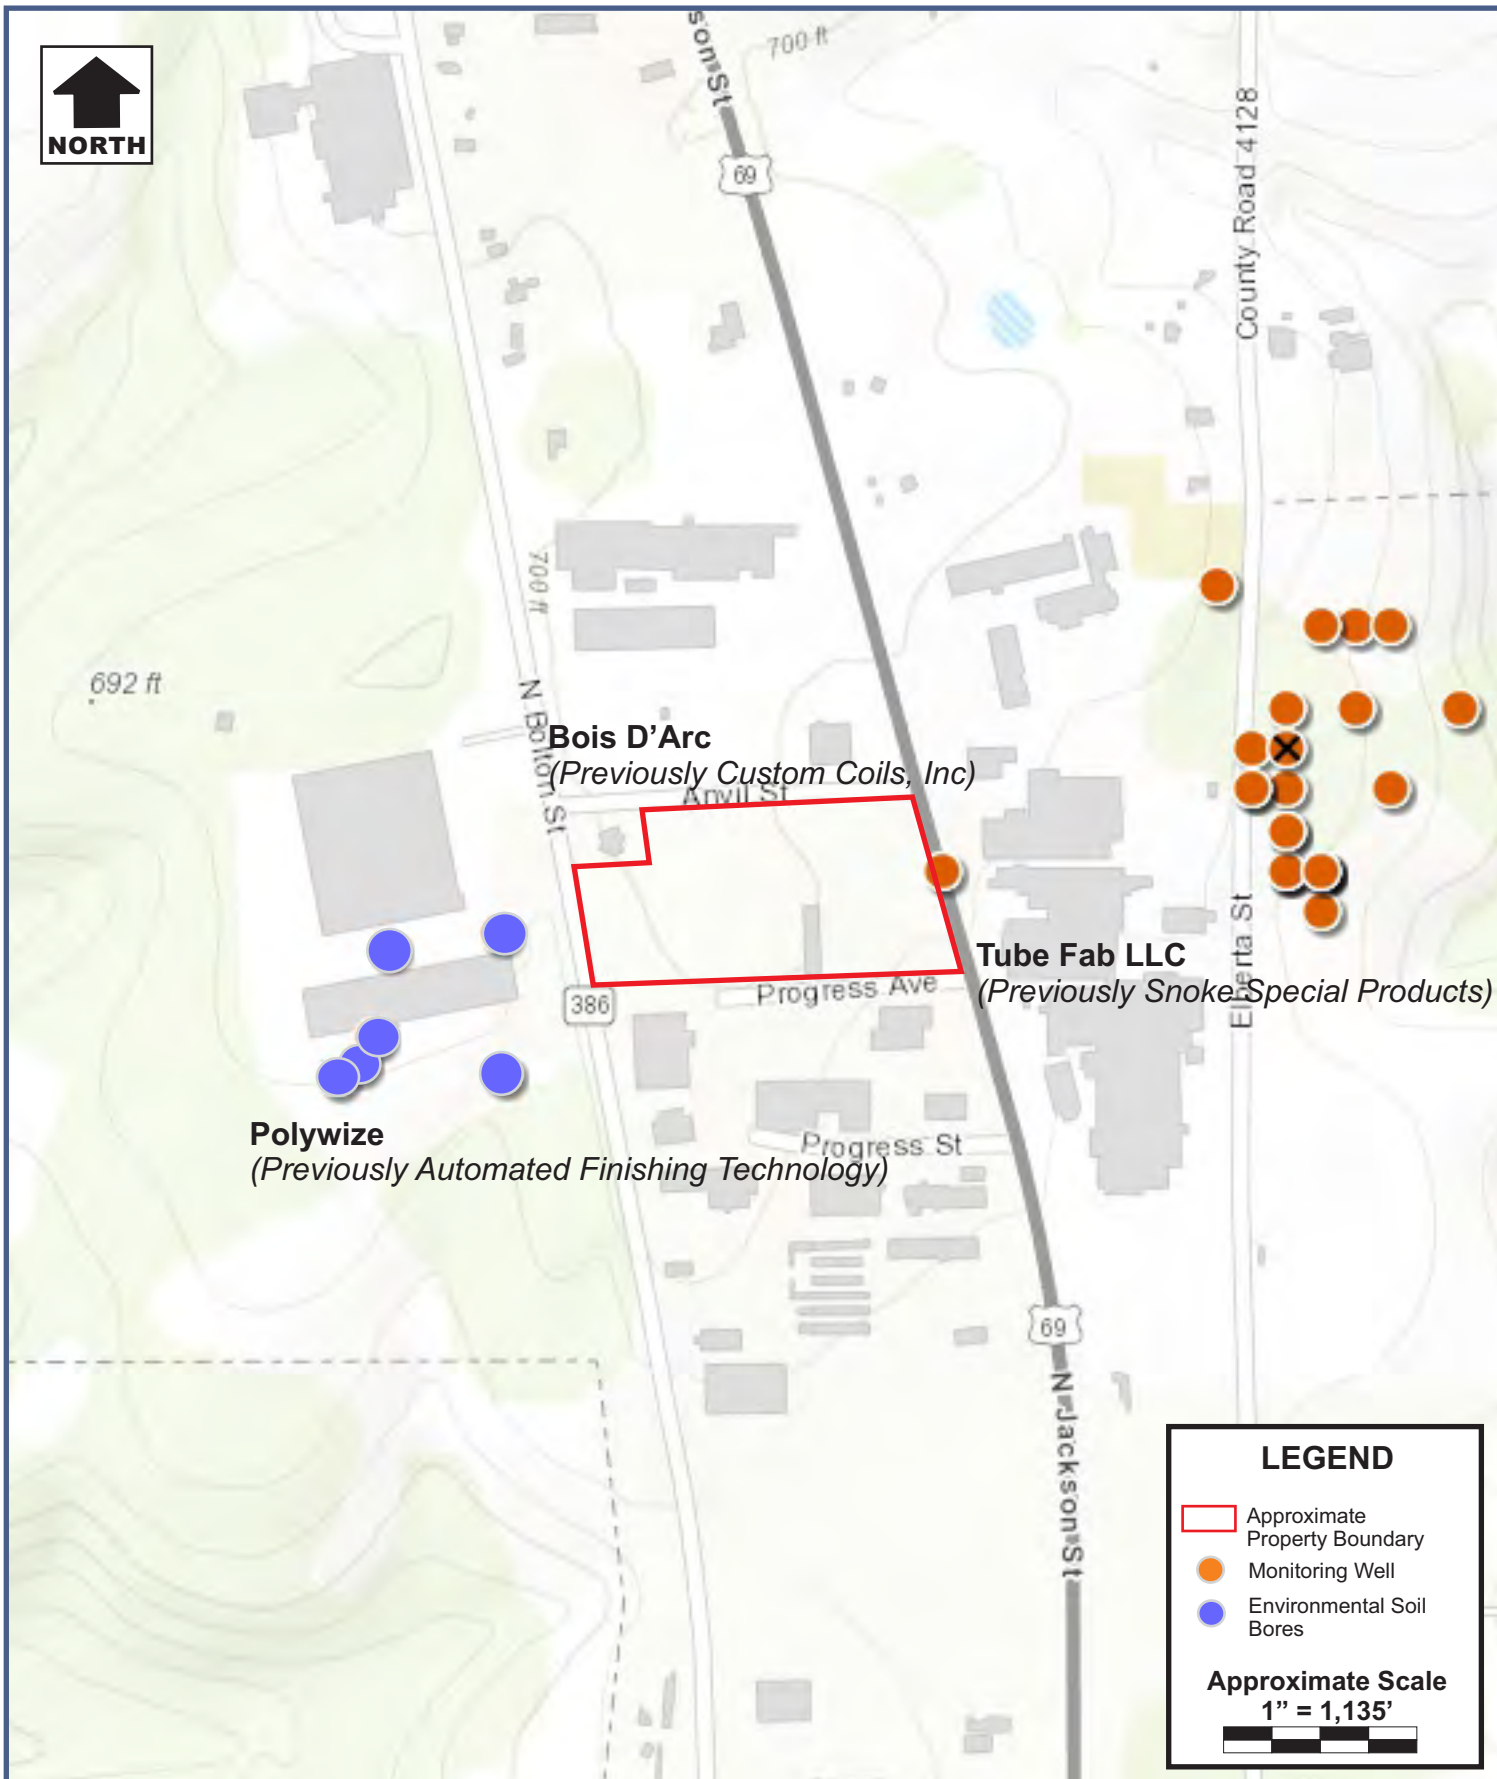 NORTH
son St
700 ft
69
County Road 4128
700 ft
692 ft
N Bolton St
Bois D’Arc
(Previously Custom Coils, Inc)
Anvil St
Elberta St
Tube Fab LLC
(Previously Snoke Special Products)
Progress Ave
386
Polywize
(Previously Automated Finishing Technology)
Progress St
69
N Jackson St
LEGEND
Approximate
Property Boundary
Monitoring Well
Environmental Soil
Bores
Approximate Scale
1” = 1,135’